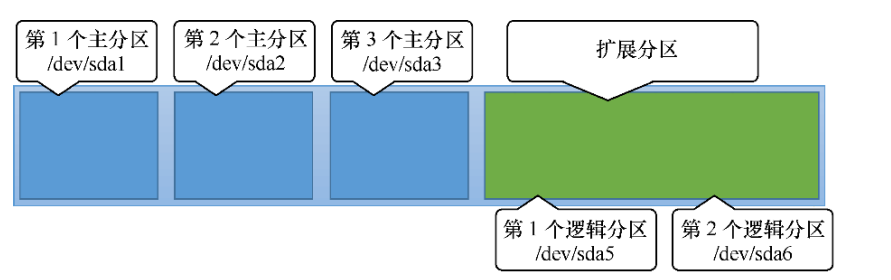 第 1 个主分区
/dev/sda1
第 2 个主分区
/dev/sda2
第 3 个主分区
/dev/sda3
扩展分区
第 1 个逻辑分区
/dev/sda5
第 2 个逻辑分区
/dev/sda6